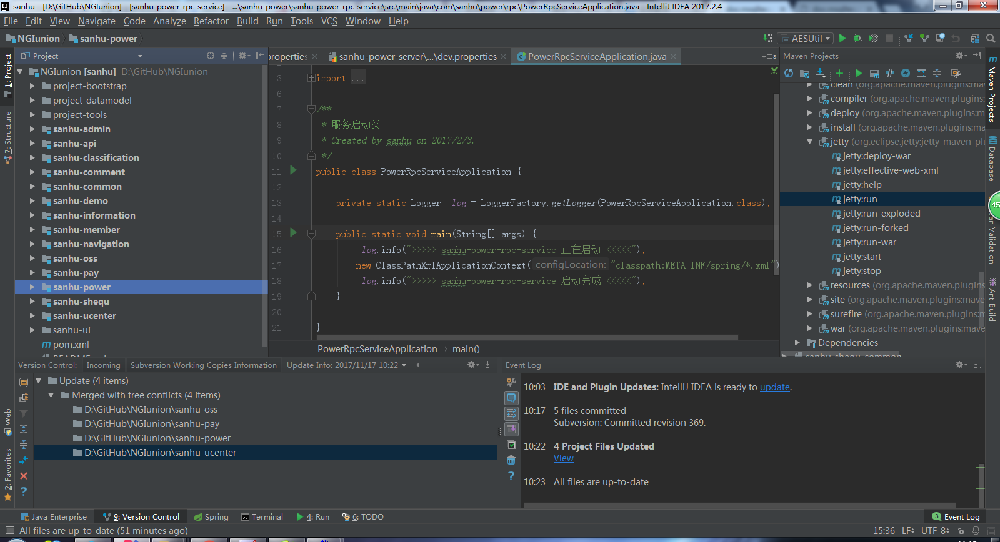 sanhu - [D:\GitHub\NGIunion] - [sanhu-power-rpc-service] - ...\sanhu-power\sanhu-power-rpc-service\src\main\java\com\sanhu\power\rpc\PowerRpcServiceApplication.java - IntelliJ IDEA 2017.2.4
File Edit View Navigate Code Analyze Refactor Build Run Tools VCS Window Help
NGIunion sanhu-power
AESUtil
1: Project
7: Structure
Web
2: Favorites
Project
NGIunion [sanhu] D:\GitHub\NGIunion
project-bootstrap
project-datamodel
project-tools
sanhu-admin
sanhu-api
sanhu-classification
sanhu-comment
sanhu-common
sanhu-demo
sanhu-information
sanhu-member
sanhu-navigation
sanhu-oss
sanhu-pay
sanhu-power
sanhu-shequ
sanhu-ucenter
sanhu-ui
pom.xml
properties
sanhu-power-server\...\dev.properties
PowerRpcServiceApplication.java
8
3 import ...
6
7 /**
8 * 服务启动类
9 * Created by sanhu on 2017/2/3.
10 */
11 public class PowerRpcServiceApplication {
12
13 private static Logger _log = LoggerFactory.getLogger(PowerRpcServiceApplication.class);
14
15 public static void main(String[] args) {
16 _log.info(">>>>> sanhu-power-rpc-service 正在启动 <<<<<");
17 new ClassPathXmlApplicationContext( configLocation: "classpath:META-INF/spring/*.xml")
18 _log.info(">>>>> sanhu-power-rpc-service 启动完成 <<<<<");
19 }
20
21 }
PowerRpcServiceApplication main()
Maven Projects
clean (org.apache.maven.plugins:mav
compiler (org.apache.maven.plugins:
deploy (org.apache.maven.plugins:m
install (org.apache.maven.plugins:ma
jetty (org.eclipse.jetty:jetty-maven-plu
jetty:deploy-war
jetty:effective-web-xml
jetty:help
jetty:run
jetty:run-exploded
jetty:run-forked
jetty:run-war
jetty:start
jetty:stop
resources (org.apache.maven.plugins
site (org.apache.maven.plugins:mave
surefire (org.apache.maven.plugins:m
war (org.apache.maven.plugins:mave
Dependencies
sanhu-shequ-common
Maven Projects
Database
45
an Validation
Ant Build
Version Control: Incoming Subversion Working Copies Information Update Info: 2017/11/17 10:22
Update (4 items)
Merged with tree conflicts (4 items)
D:\GitHub\NGIunion\sanhu-oss
D:\GitHub\NGIunion\sanhu-pay
D:\GitHub\NGIunion\sanhu-power
D:\GitHub\NGIunion\sanhu-ucenter
Event Log
10:03 IDE and Plugin Updates: IntelliJ IDEA is ready to update.
10:17 5 files committed
Subversion: Committed revision 369.
10:22 4 Project Files Updated
View
10:23 All files are up-to-date
Java Enterprise 9: Version Control Spring Terminal 4: Run 6: TODO 3 Event Log
All files are up-to-date (51 minutes ago) 15:36 LF UTF-8